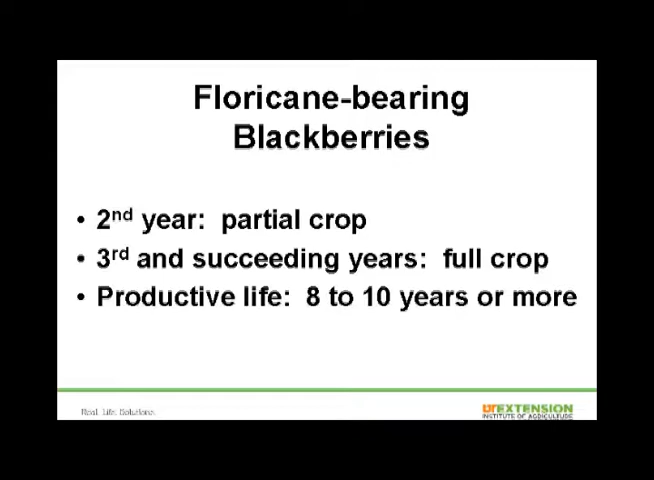 Floricane-bearing
Blackberries
• 2nd year: partial crop
• 3rd and succeeding years: full crop
• Productive life: 8 to 10 years or more
Real. Life. Solutions.
UTEXTENSION
INSTITUTE OF AGRICULTURE